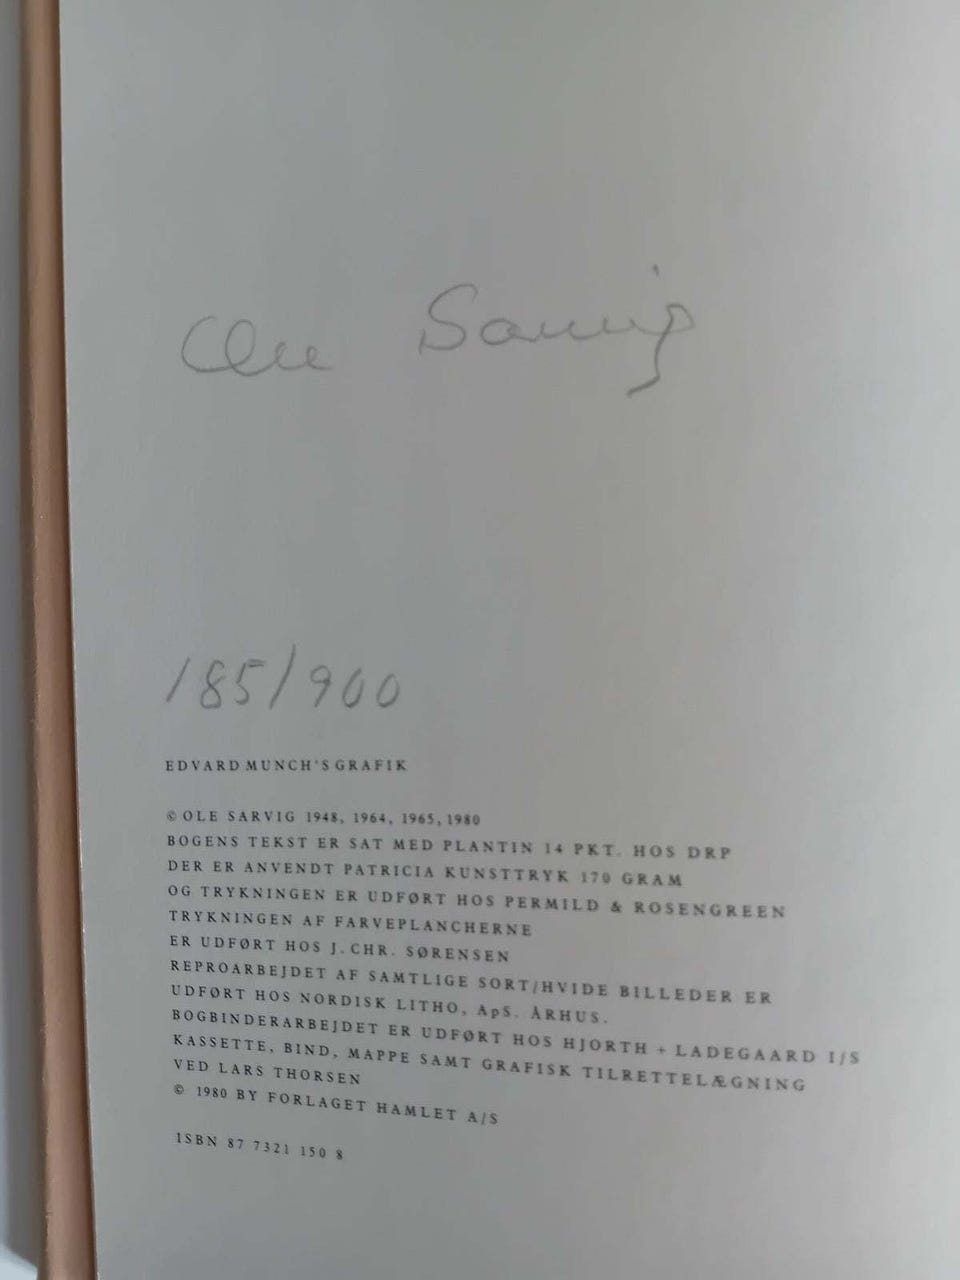 Ole Sarvig
185/900
EDVARD MUNCH'S GRAFIK
© OLE SARVIG 1948, 1964, 1965, 1980
BOGENS TEKST ER SAT MED PLANTIN 14 PKT. HOS DRP
DER ER ANVENDT PATRICIA KUNSTTRYK 170 GRAM
OG TRYKNINGEN ER UDFØRT HOS PERMILD & ROSENGREEN
TRYKNINGEN AF FARVEPLANCHERNE
ER UDFØRT HOS J. CHR. SØRENSEN
REPROARBEJDET AF SAMTLIGE SORT/HVIDE BILLEDER ER
UDFØRT HOS NORDISK LITHO, ApS. ÅRHUS.
BOGBINDERARBEJDET ER UDFØRT HOS HJORTH + LADEGAARD I/S
KASSETTE, BIND, MAPPE SAMT GRAFISK TILRETTELÆGNING
VED LARS THORSEN
© 1980 BY FORLAGET HAMLET A/S
ISBN 87 7321 150 8